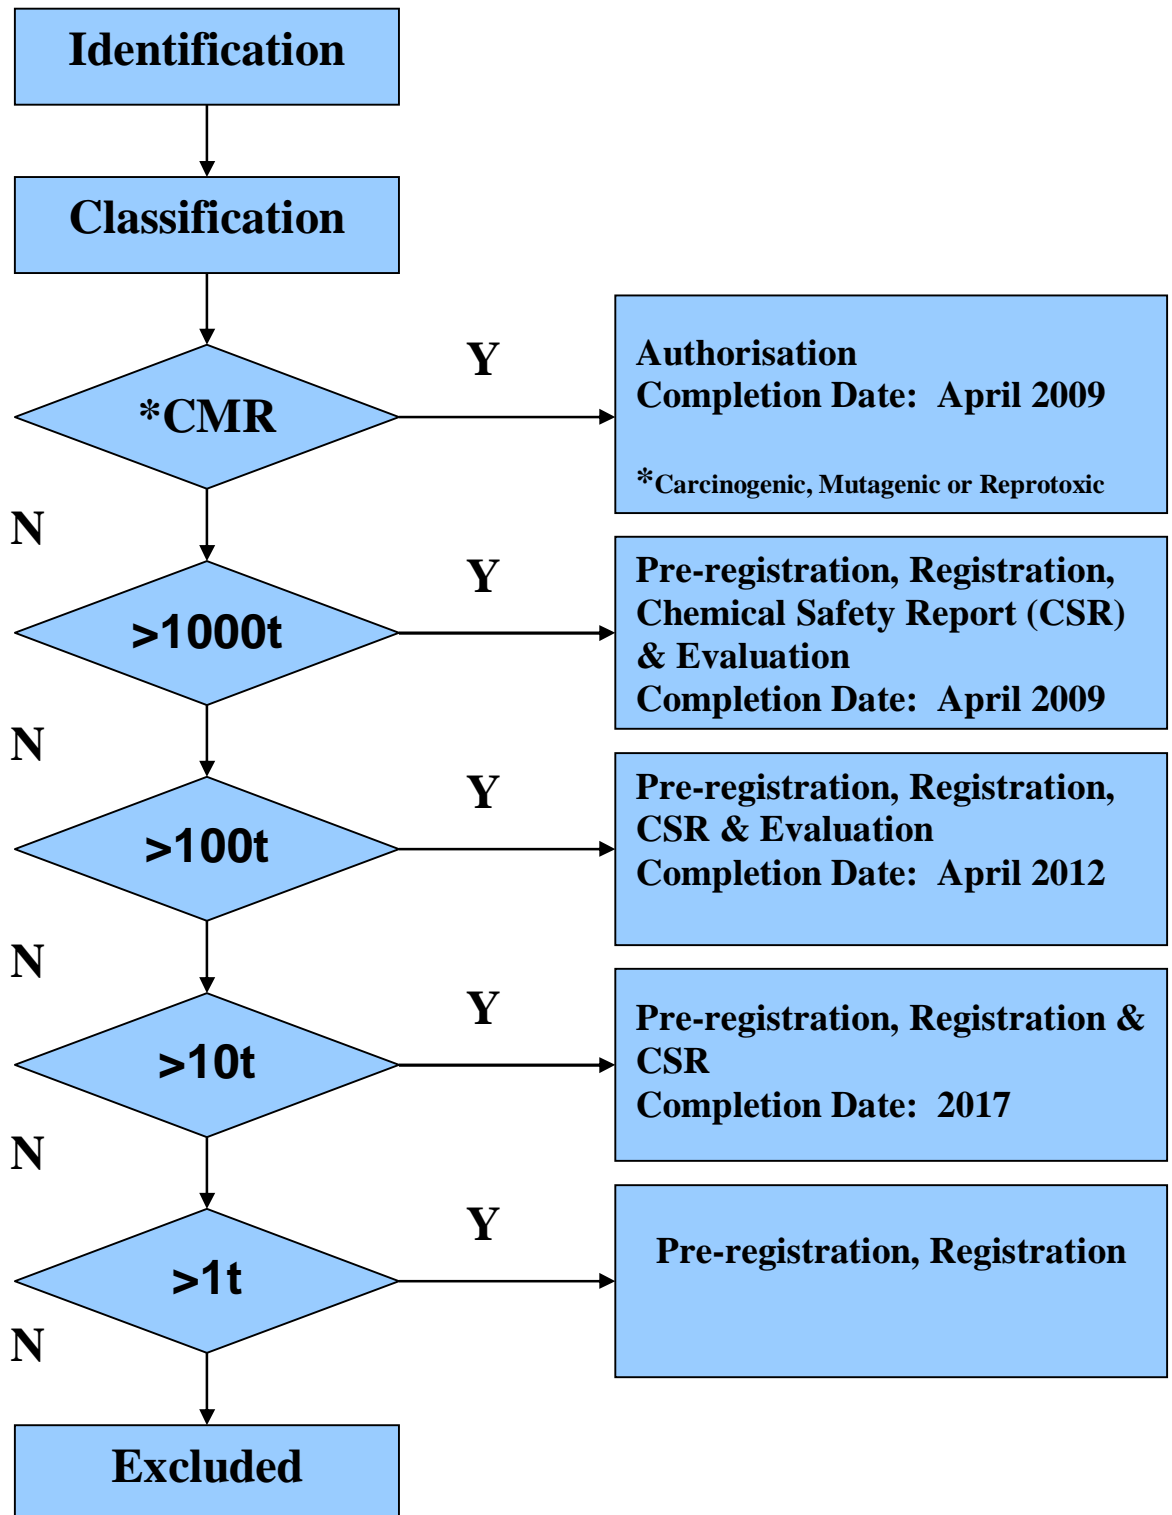 Identification
Classification
*CMR
Y
Authorisation
Completion Date:  April 2009
*Carcinogenic, Mutagenic or Reprotoxic
N
>1000t
Y
Pre-registration, Registration,
Chemical Safety Report (CSR)
& Evaluation
Completion Date:  April 2009
N
>100t
Y
Pre-registration, Registration,
CSR & Evaluation
Completion Date:  April 2012
N
>10t
Y
Pre-registration, Registration &
CSR
Completion Date:  2017
N
>1t
Y
Pre-registration, Registration
N
Excluded